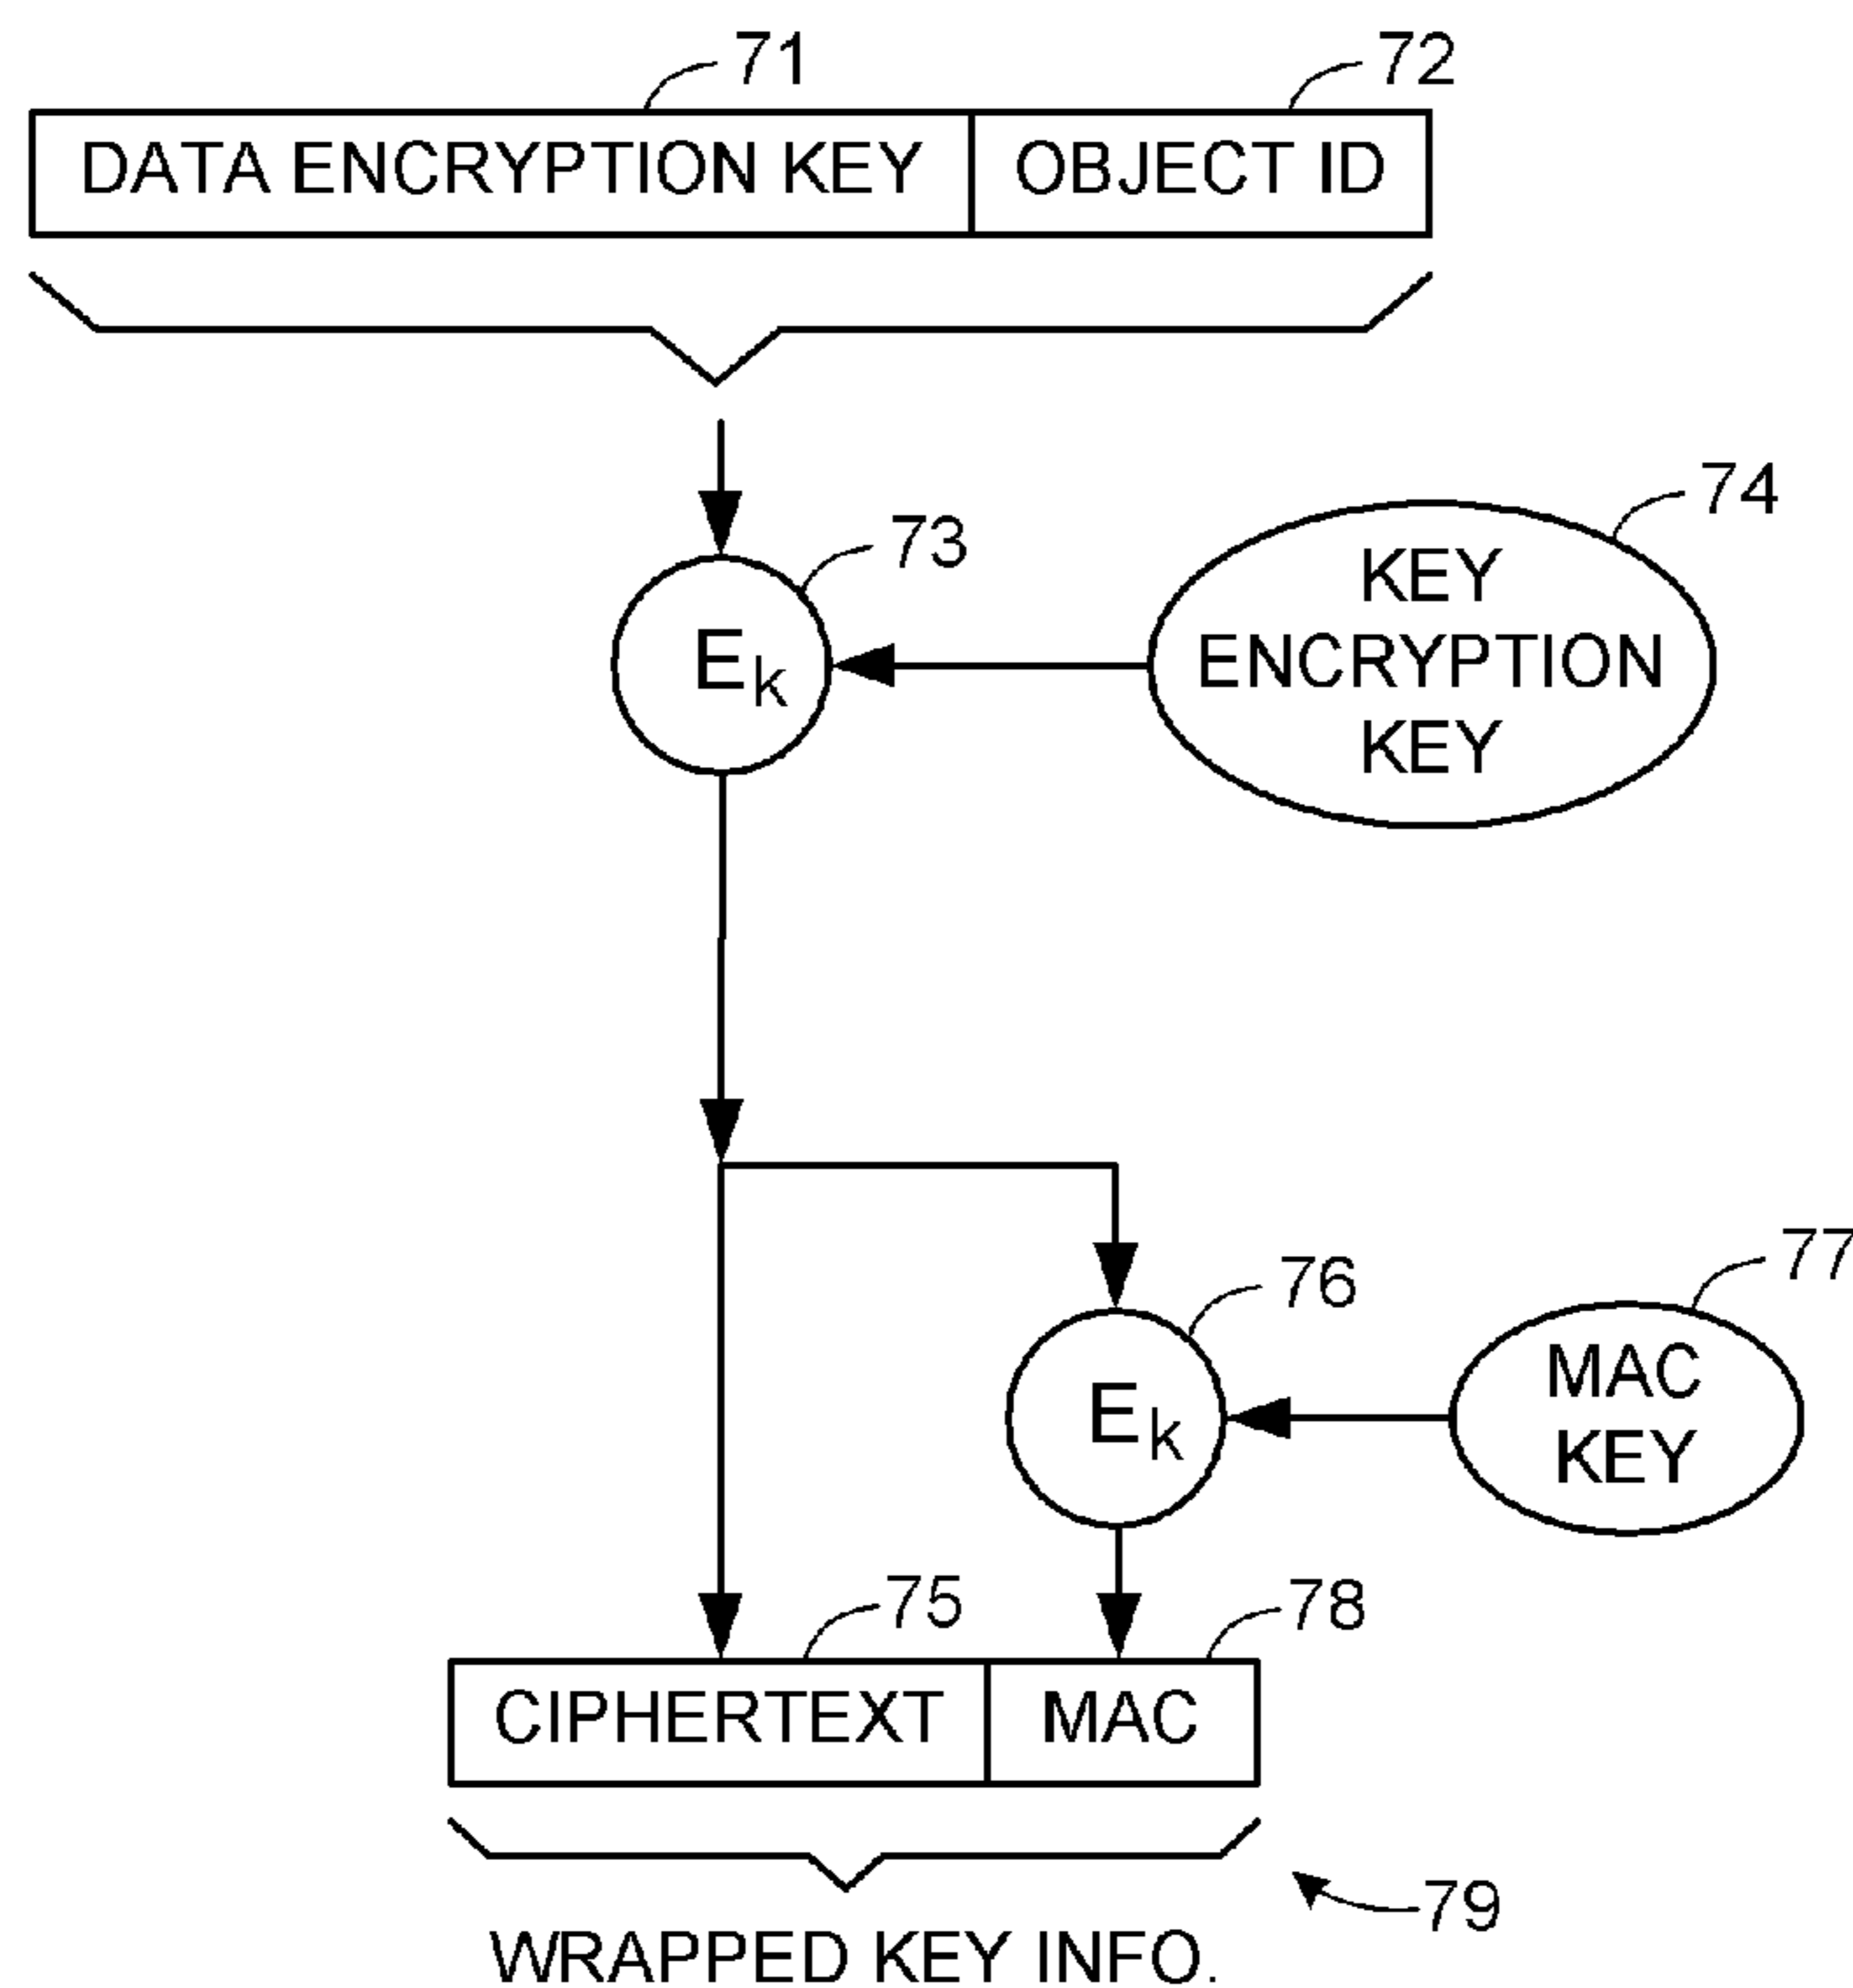 71
72
DATA ENCRYPTION KEY
OBJECT ID
73
74
Ek
KEY
ENCRYPTION
KEY
76
77
Ek
MAC
KEY
75
78
CIPHERTEXT
MAC
79
WRAPPED KEY INFO.